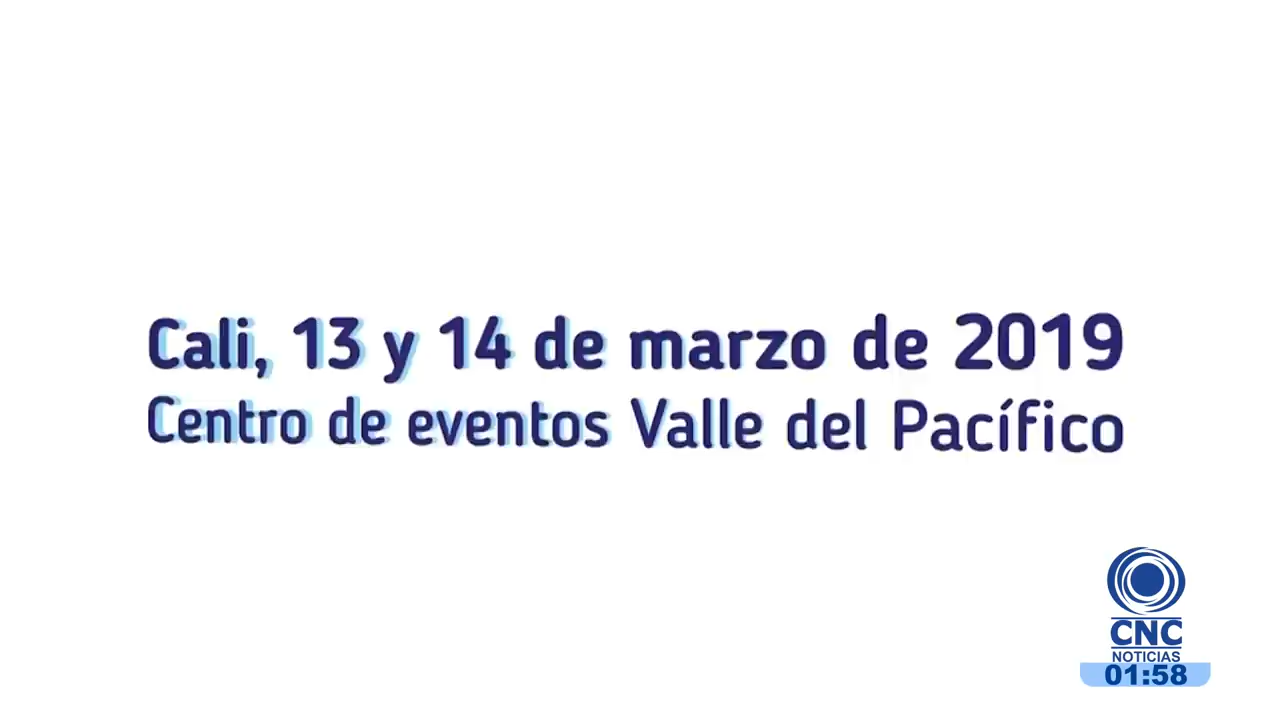 Cali, 13 y 14 de marzo de 2019
Centro de eventos Valle del Pacífico
CNC
NOTICIAS
01:58